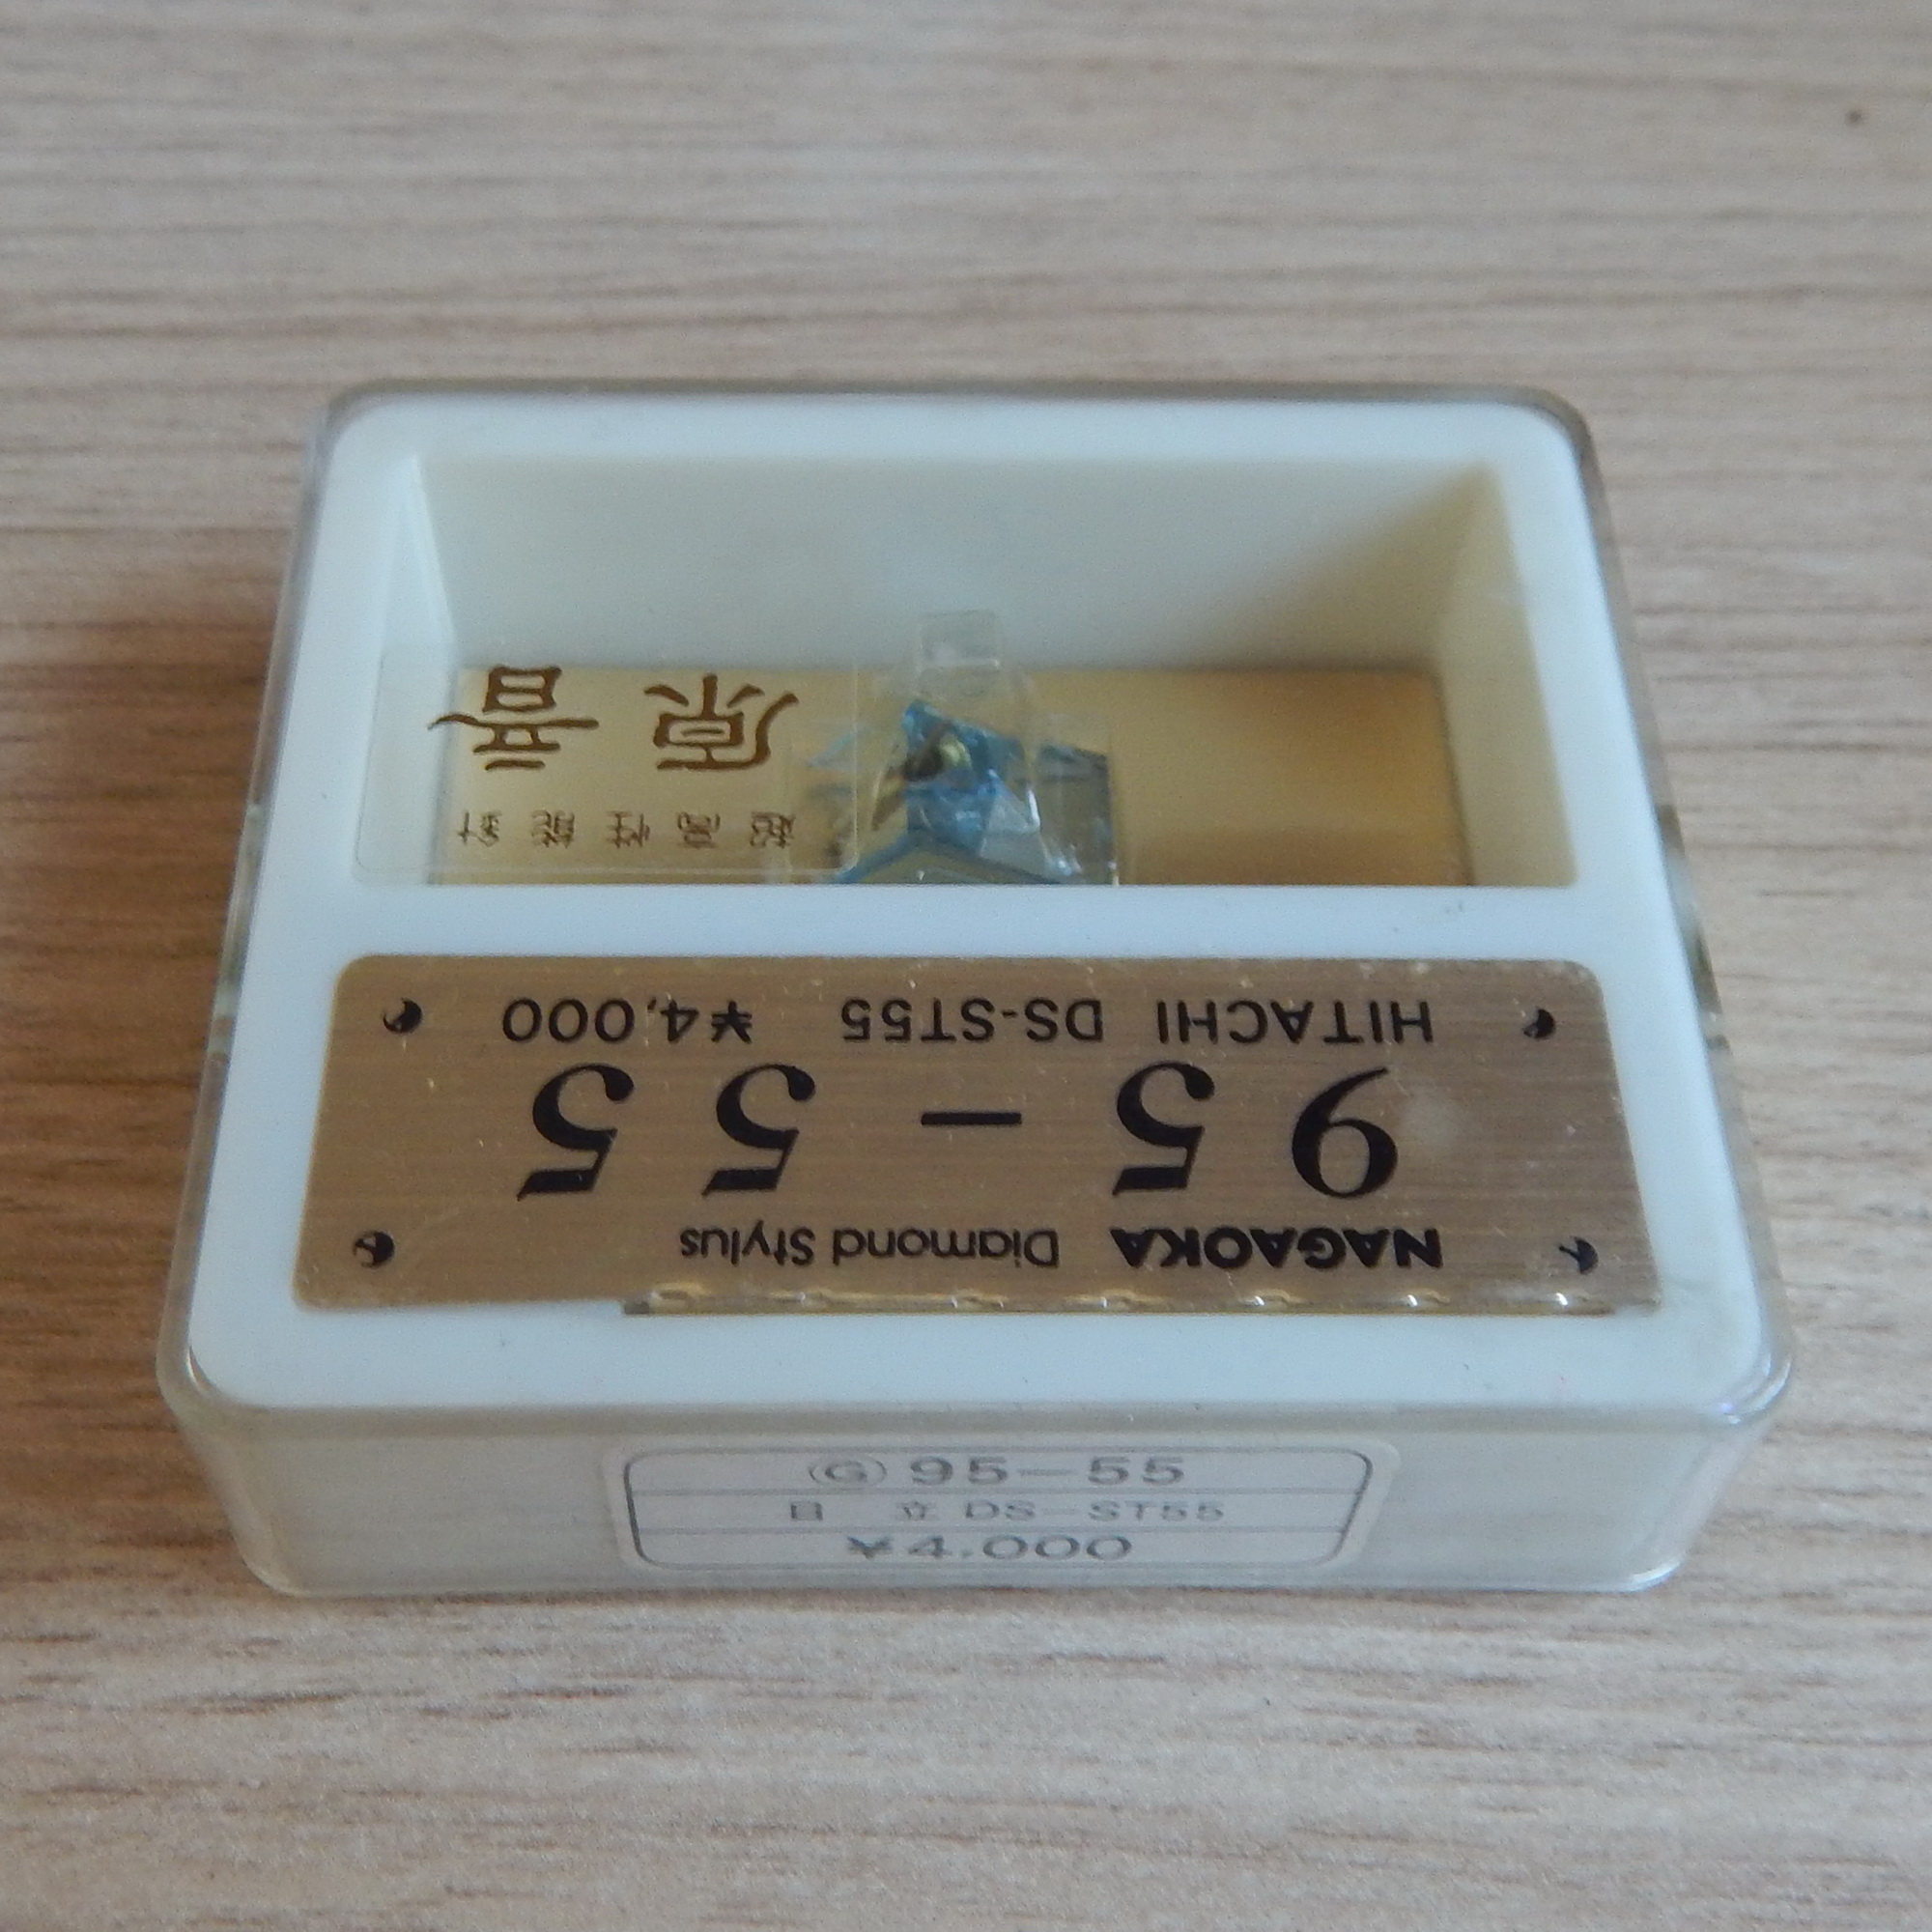 NAGAOKA Diamond Stylus
95-55
HITACHI DS-ST55 ¥4,000
超高性能針
原音
Ⓖ 95-55
日 立 DS-ST55
¥4,000